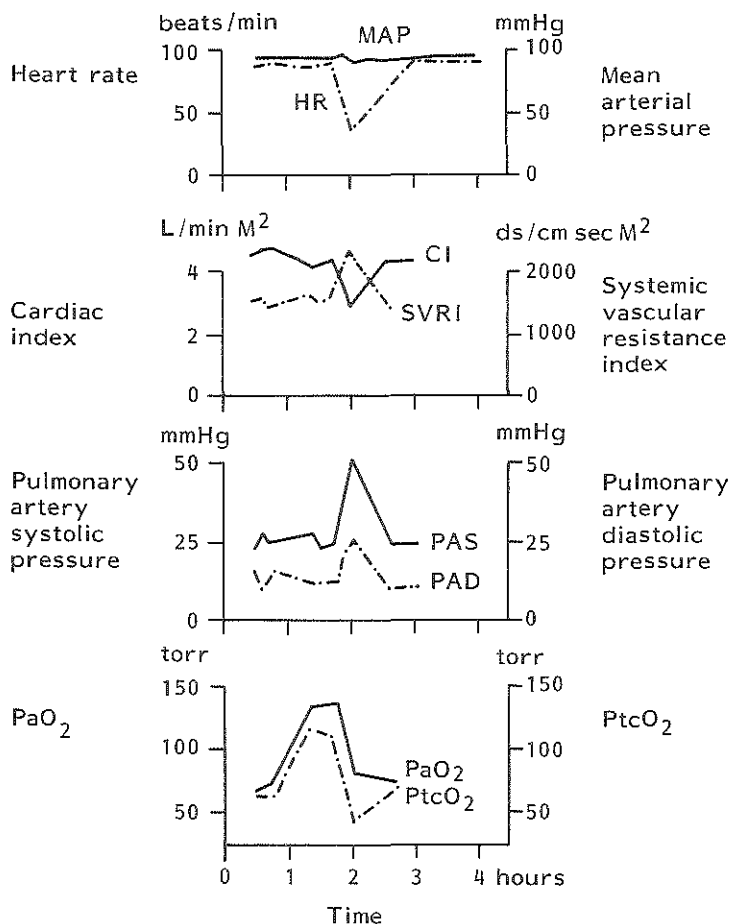 beats/min
mmHg
100
MAP
100
Heart rate
HR
50
50
Mean
arterial
pressure
0
0
L/min M²
ds/cm sec M²
CI
4
2000
Cardiac
index
SVRI
2
1000
Systemic
vascular
resistance
index
0
0
mmHg
mmHg
50
50
Pulmonary
artery
systolic
pressure
25
PAS
25
Pulmonary
artery
diastolic
pressure
PAD
0
0
torr
torr
150
150
PaO₂
PtcO₂
100
100
PaO₂
PtcO₂
50
50
0 1 2 3 4 hours
Time